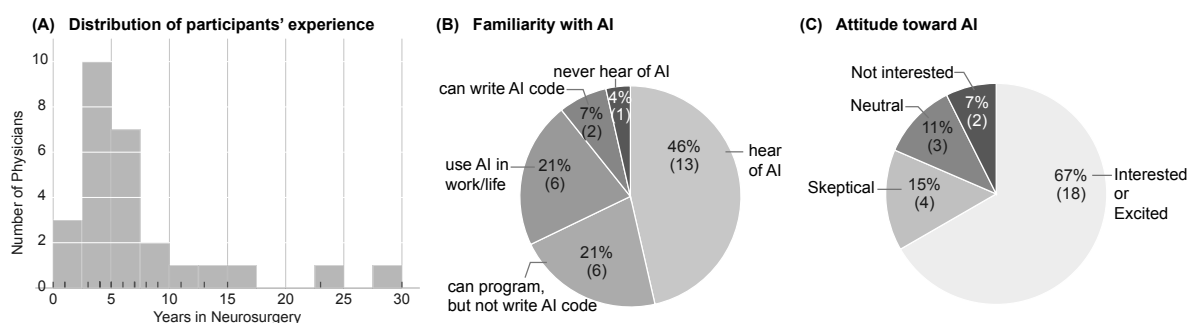 (A) Distribution of participants' experience
10
8
6
4
2
0
Number of Physicians
0
5
10
15
20
25
30
Years in Neurosurgery
(B) Familiarity with AI
never hear of AI
can write AI code
4%
(1)
7%
(2)
46%
(13)
hear
of AI
use AI in
work/life
21%
(6)
21%
(6)
can program,
but not write AI code
(C) Attitude toward AI
Not interested
7%
(2)
Neutral
11%
(3)
Skeptical
15%
(4)
67%
(18)
Interested
or
Excited